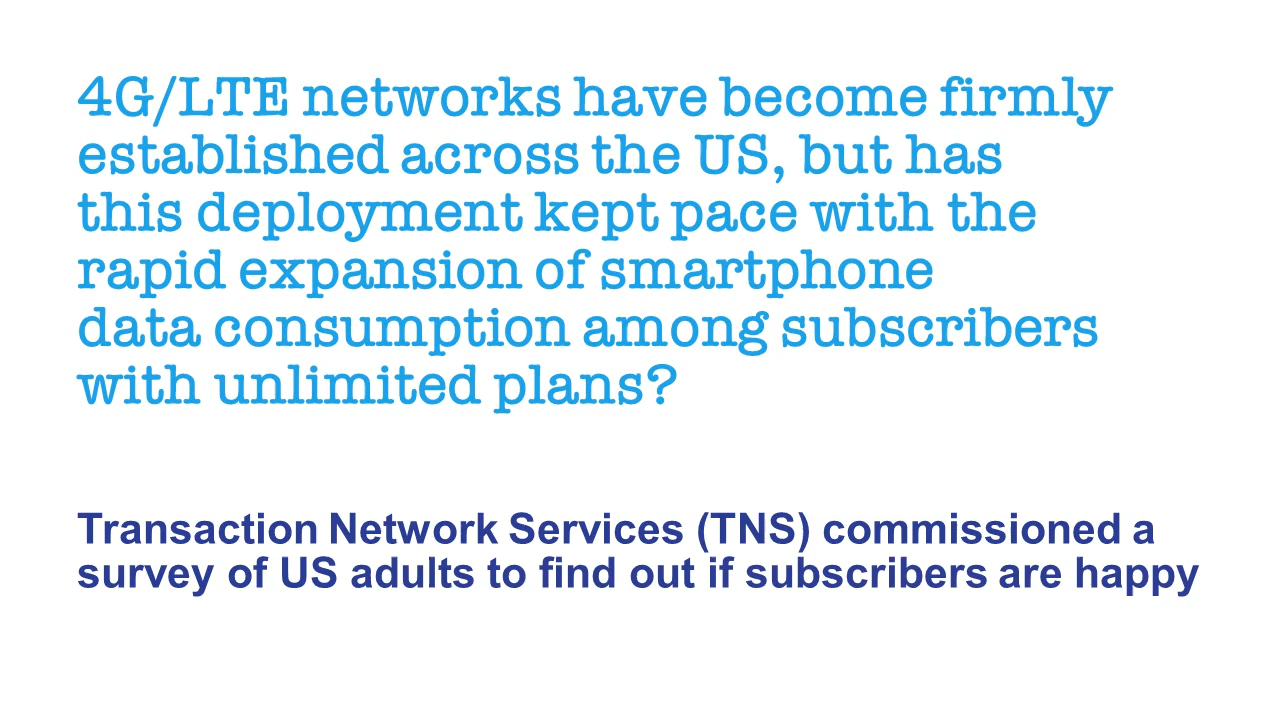 4G/LTE networks have become firmly
established across the US, but has
this deployment kept pace with the
rapid expansion of smartphone
data consumption among subscribers
with unlimited plans?
Transaction Network Services (TNS) commissioned a
survey of US adults to find out if subscribers are happy